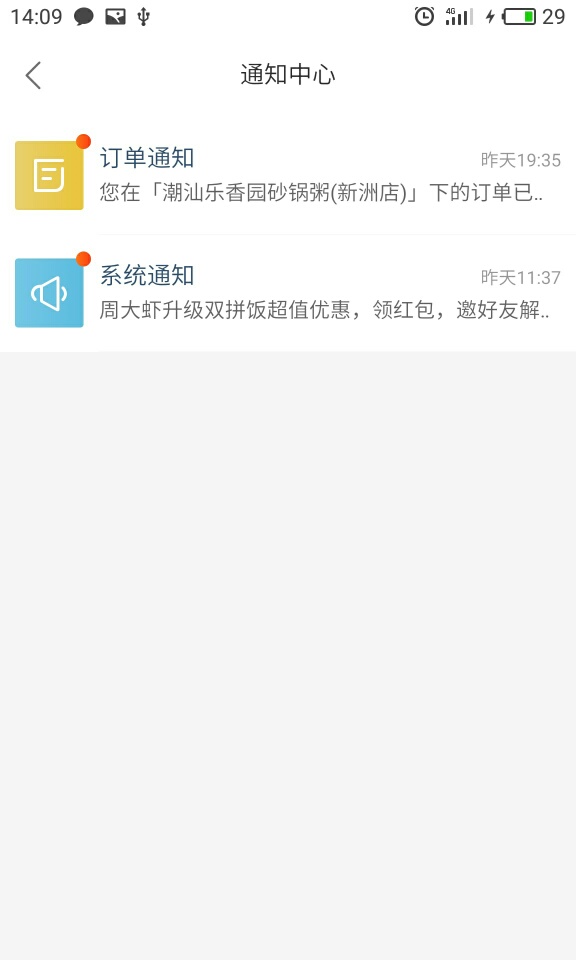 14:09 4G 29
通知中心
订单通知 昨天19:35
您在「潮汕乐香园砂锅粥(新洲店)」下的订单已..
系统通知 昨天11:37
周大虾升级双拼饭超值优惠，领红包，邀好友解..